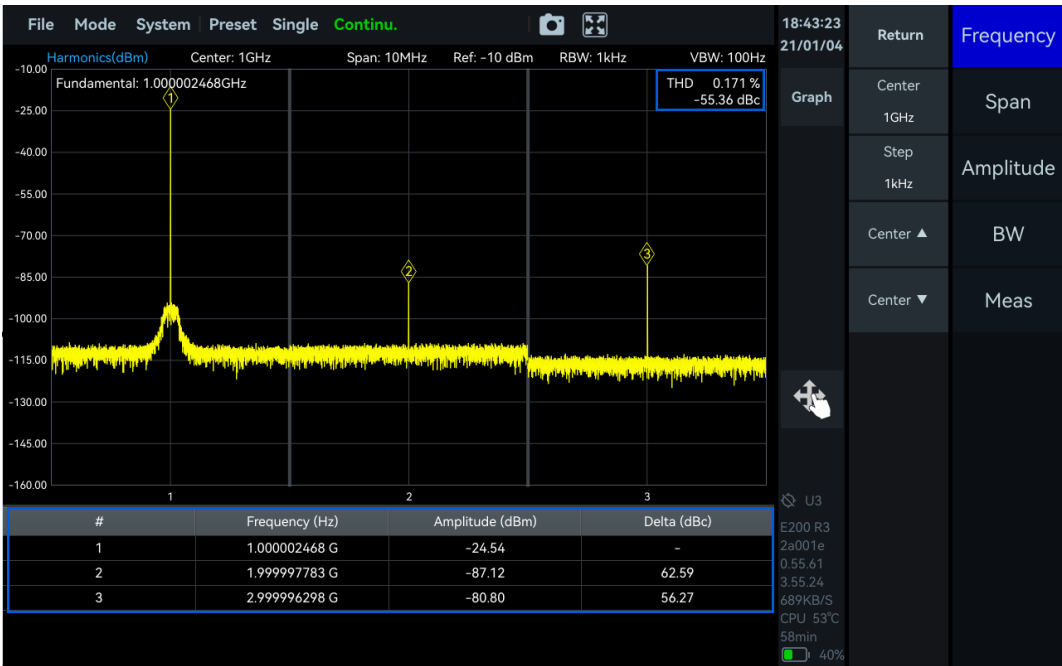 File Mode System Preset Single Continu.
18:43:23
21/01/04
Return
Frequency
Harmonics(dBm) Center: 1GHz Span: 10MHz Ref: -10 dBm RBW: 1kHz VBW: 100Hz
Fundamental: 1.000002468GHz
THD 0.171 %
-55.36 dBc
-10.00
-25.00
-40.00
-55.00
-70.00
-85.00
-100.00
-115.00
-130.00
-145.00
-160.00
1
2
3
1 2 3
Graph
Center
1GHz
Span
Step
1kHz
Amplitude
Center ▲
BW
Center ▼
Meas
# Frequency (Hz) Amplitude (dBm) Delta (dBc)
1 1.000002468 G -24.54 -
2 1.999997783 G -87.12 62.59
3 2.999996298 G -80.80 56.27
U3
E200 R3
2a001e
0.55.61
3.55.24
689KB/S
CPU 53℃
58min
40%